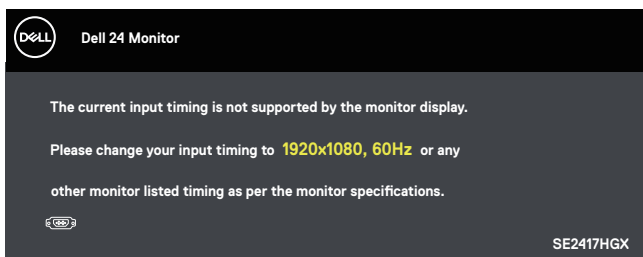 DELL
Dell 24 Monitor
The current input timing is not supported by the monitor display.
Please change your input timing to 1920x1080, 60Hz or any
other monitor listed timing as per the monitor specifications.
SE2417HGX